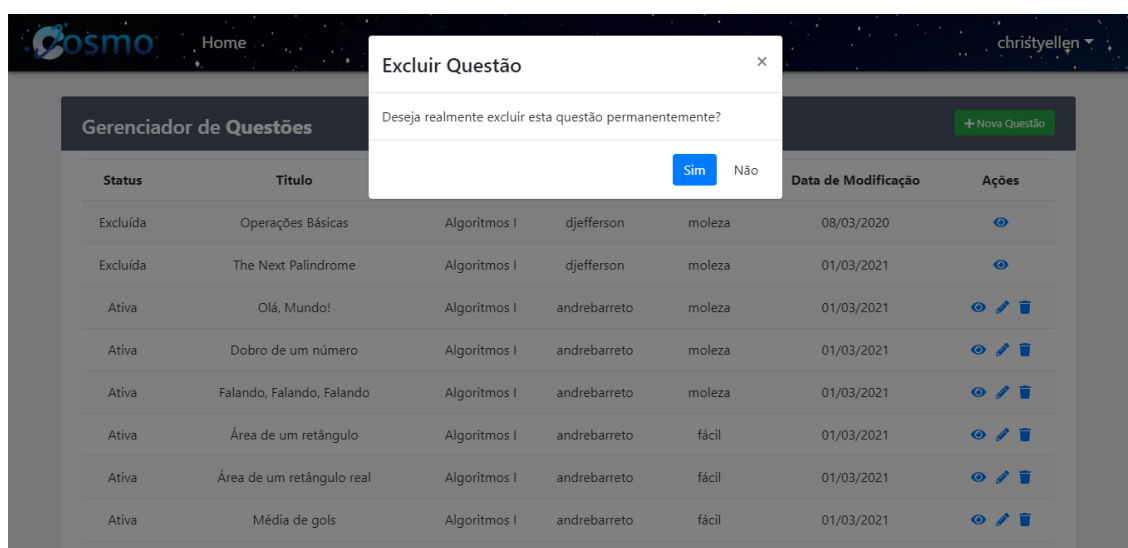 Cosmo Home christyellen
Excluir Questão ×
Deseja realmente excluir esta questão permanentemente?
Sim Não
Gerenciador de Questões + Nova Questão
Status Titulo Data de Modificação Ações
Excluída Operações Básicas Algoritmos I djefferson moleza 08/03/2020
Excluída The Next Palindrome Algoritmos I djefferson moleza 01/03/2021
Ativa Olá, Mundo! Algoritmos I andrebarreto moleza 01/03/2021
Ativa Dobro de um número Algoritmos I andrebarreto moleza 01/03/2021
Ativa Falando, Falando, Falando Algoritmos I andrebarreto moleza 01/03/2021
Ativa Área de um retângulo Algoritmos I andrebarreto fácil 01/03/2021
Ativa Área de um retângulo real Algoritmos I andrebarreto fácil 01/03/2021
Ativa Média de gols Algoritmos I andrebarreto fácil 01/03/2021